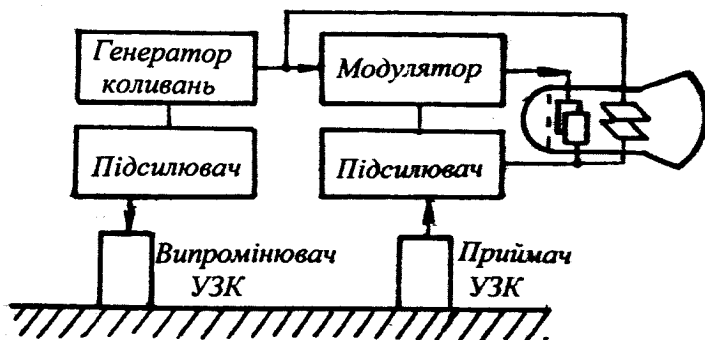 Генератор
коливань
Модулятор
Підсилювач
Підсилювач
Випромінювач
УЗК
Приймач
УЗК